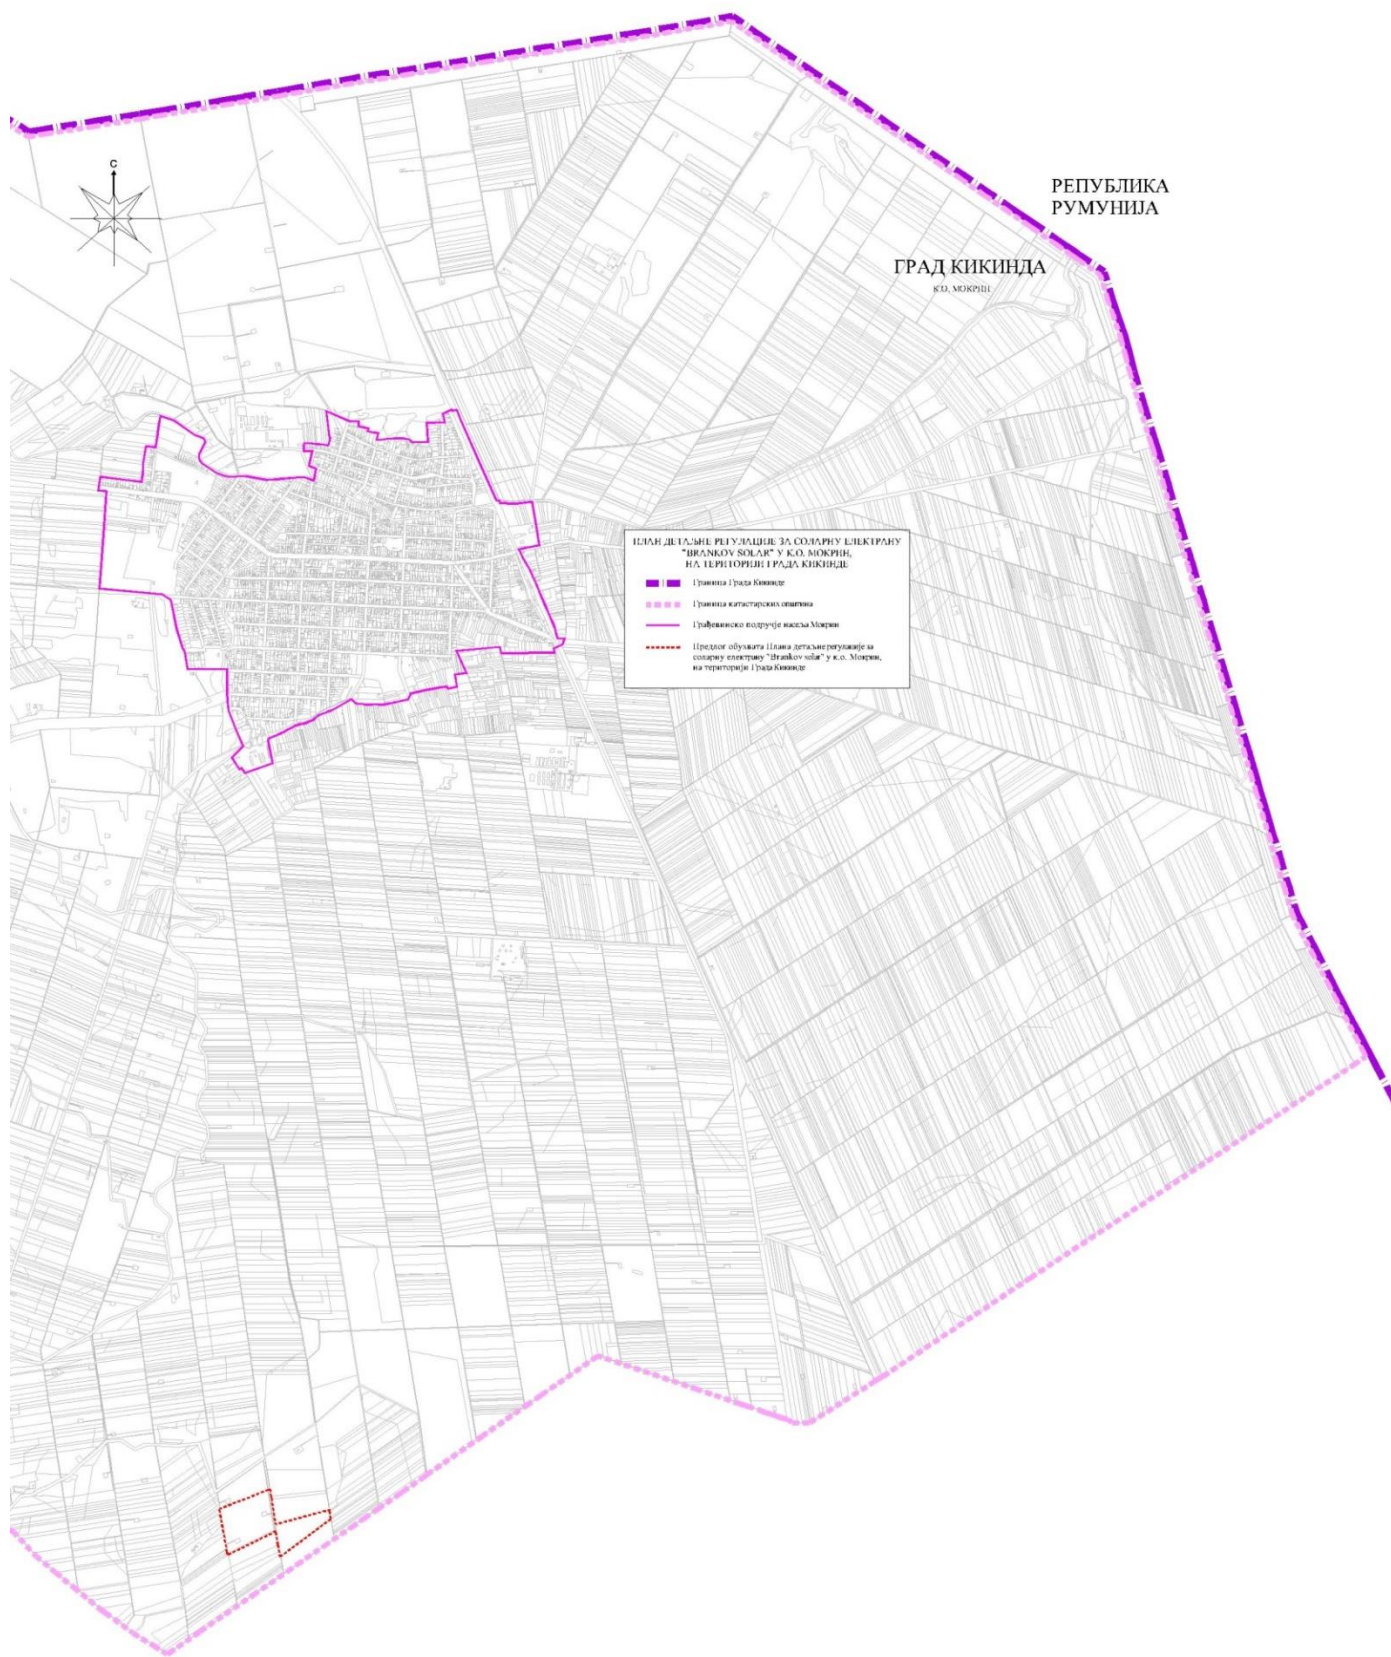 С
РЕПУБЛИКА
РУМУНИЈА
ГРАД КИКИНДА
К.О. МОКРИН
ПЛАН ДЕТАЉНЕ РЕГУЛАЦИЈЕ ЗА СОЛАРНУ ЕЛЕКТРАНУ
"BRANKOV SOLAR" У К.О. МОКРИН,
НА ТЕРИТОРИЈИ ГРАДА КИКИНДЕ
Граница Града Кикинде
Граница катастарских општина
Грађевинско подручје насеља Мокрин
Предлог обухвата Плана детаљне регулације за
соларну електрану "Brankov solar" у к.о. Мокрин,
на територији Града Кикинде